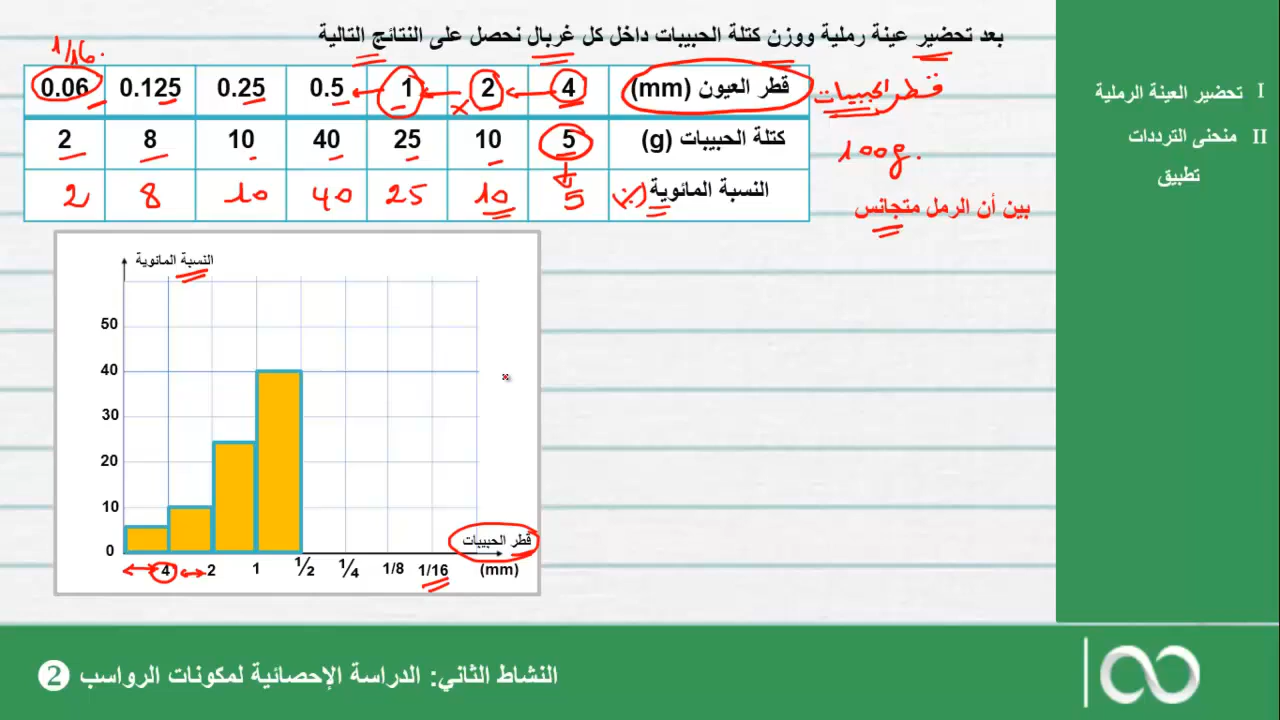 بعد تحضير عينة رملية ووزن كتلة الحبيبات داخل كل غربال نحصل على النتائج التالية
1/16.
قطر العيون (mm) 4 2 1 0.5 0.25 0.125 0.06
قطر الحبيبات
كتلة الحبيبات (g) 5 10 25 40 10 8 2
100g.
النسبة المائوية (%) 5 10 25 40 10 8 2
بين أن الرمل متجانس
I تحضير العينة الرملية
II منحنى الترددات
تطبيق
النسبة المائوية
50
40
30
20
10
0
قطر الحبيبات
4 2 1 ½ ¼ 1/8 1/16 (mm)
النشاط الثاني: الدراسة الإحصائية لمكونات الرواسب 2